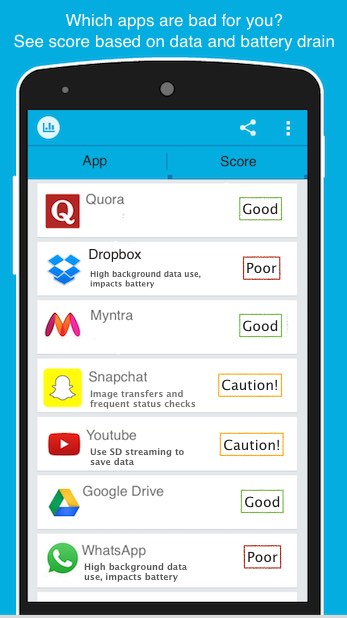 Which apps are bad for you?
See score based on data and battery drain
App Score
Quora
Good
Dropbox
High background data use,
impacts battery
Poor
Myntra
Good
Snapchat
Image transfers and
frequent status checks
Caution!
Youtube
Use SD streaming to
save data
Caution!
Google Drive
Good
WhatsApp
High background data
use, impacts battery
Poor